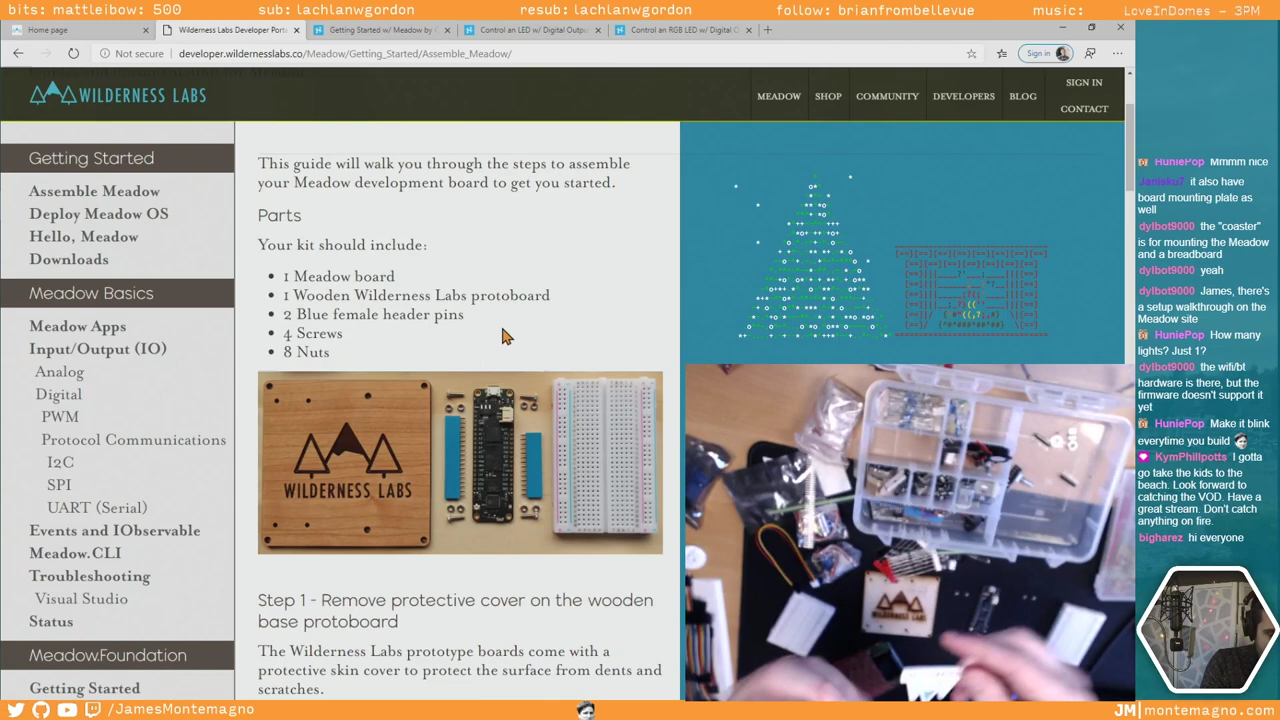 bits: mattleibow: 500
sub: lachlanwgordon
resub: lachlanwgordon
follow: brianfrombellevue
music:
LoveInDomes - 3PM
Home page
Wilderness Labs Developer Port
Getting Started w/ Meadow by
Control an LED w/ Digital Outpu
Control an RGB LED w/ Digital O
Not secure
developer.wildernesslabs.co/Meadow/Getting_Started/Assemble_Meadow/
Sign in
WILDERNESS LABS
MEADOW
SHOP
COMMUNITY
DEVELOPERS
BLOG
SIGN IN
CONTACT
Getting Started
Assemble Meadow
Deploy Meadow OS
Hello, Meadow
Downloads
Meadow Basics
Meadow Apps
Input/Output (IO)
Analog
Digital
PWM
Protocol Communications
I2C
SPI
UART (Serial)
Events and IObservable
Meadow.CLI
Troubleshooting
Visual Studio
Status
Meadow.Foundation
Getting Started
This guide will walk you through the steps to assemble
your Meadow development board to get you started.
Parts
Your kit should include:
• 1 Meadow board
• 1 Wooden Wilderness Labs protoboard
• 2 Blue female header pins
• 4 Screws
• 8 Nuts
WILDERNESS LABS
Step 1 - Remove protective cover on the wooden
base protoboard
The Wilderness Labs prototype boards come with a
protective skin cover to protect the surface from dents and
scratches.
WILDERNESS LABS
HuniePop Mmmm nice
Janisku7 it also have
board mounting plate as
well
dylbot9000 the "coaster"
is for mounting the Meadow
and a breadboard
dylbot9000 yeah
dylbot9000 James, there's
a setup walkthrough on the
Meadow site
HuniePop How many
lights? Just 1?
dylbot9000 the wifi/bt
hardware is there, but the
firmware doesn't support it
yet
HuniePop Make it blink
everytime you build
KymPhillpotts I gotta
go take the kids to the
beach. Look forward to
catching the VOD. Have a
great stream. Don't catch
anything on fire.
bigharez hi everyone
/JamesMontemagno
JM montemagno.com